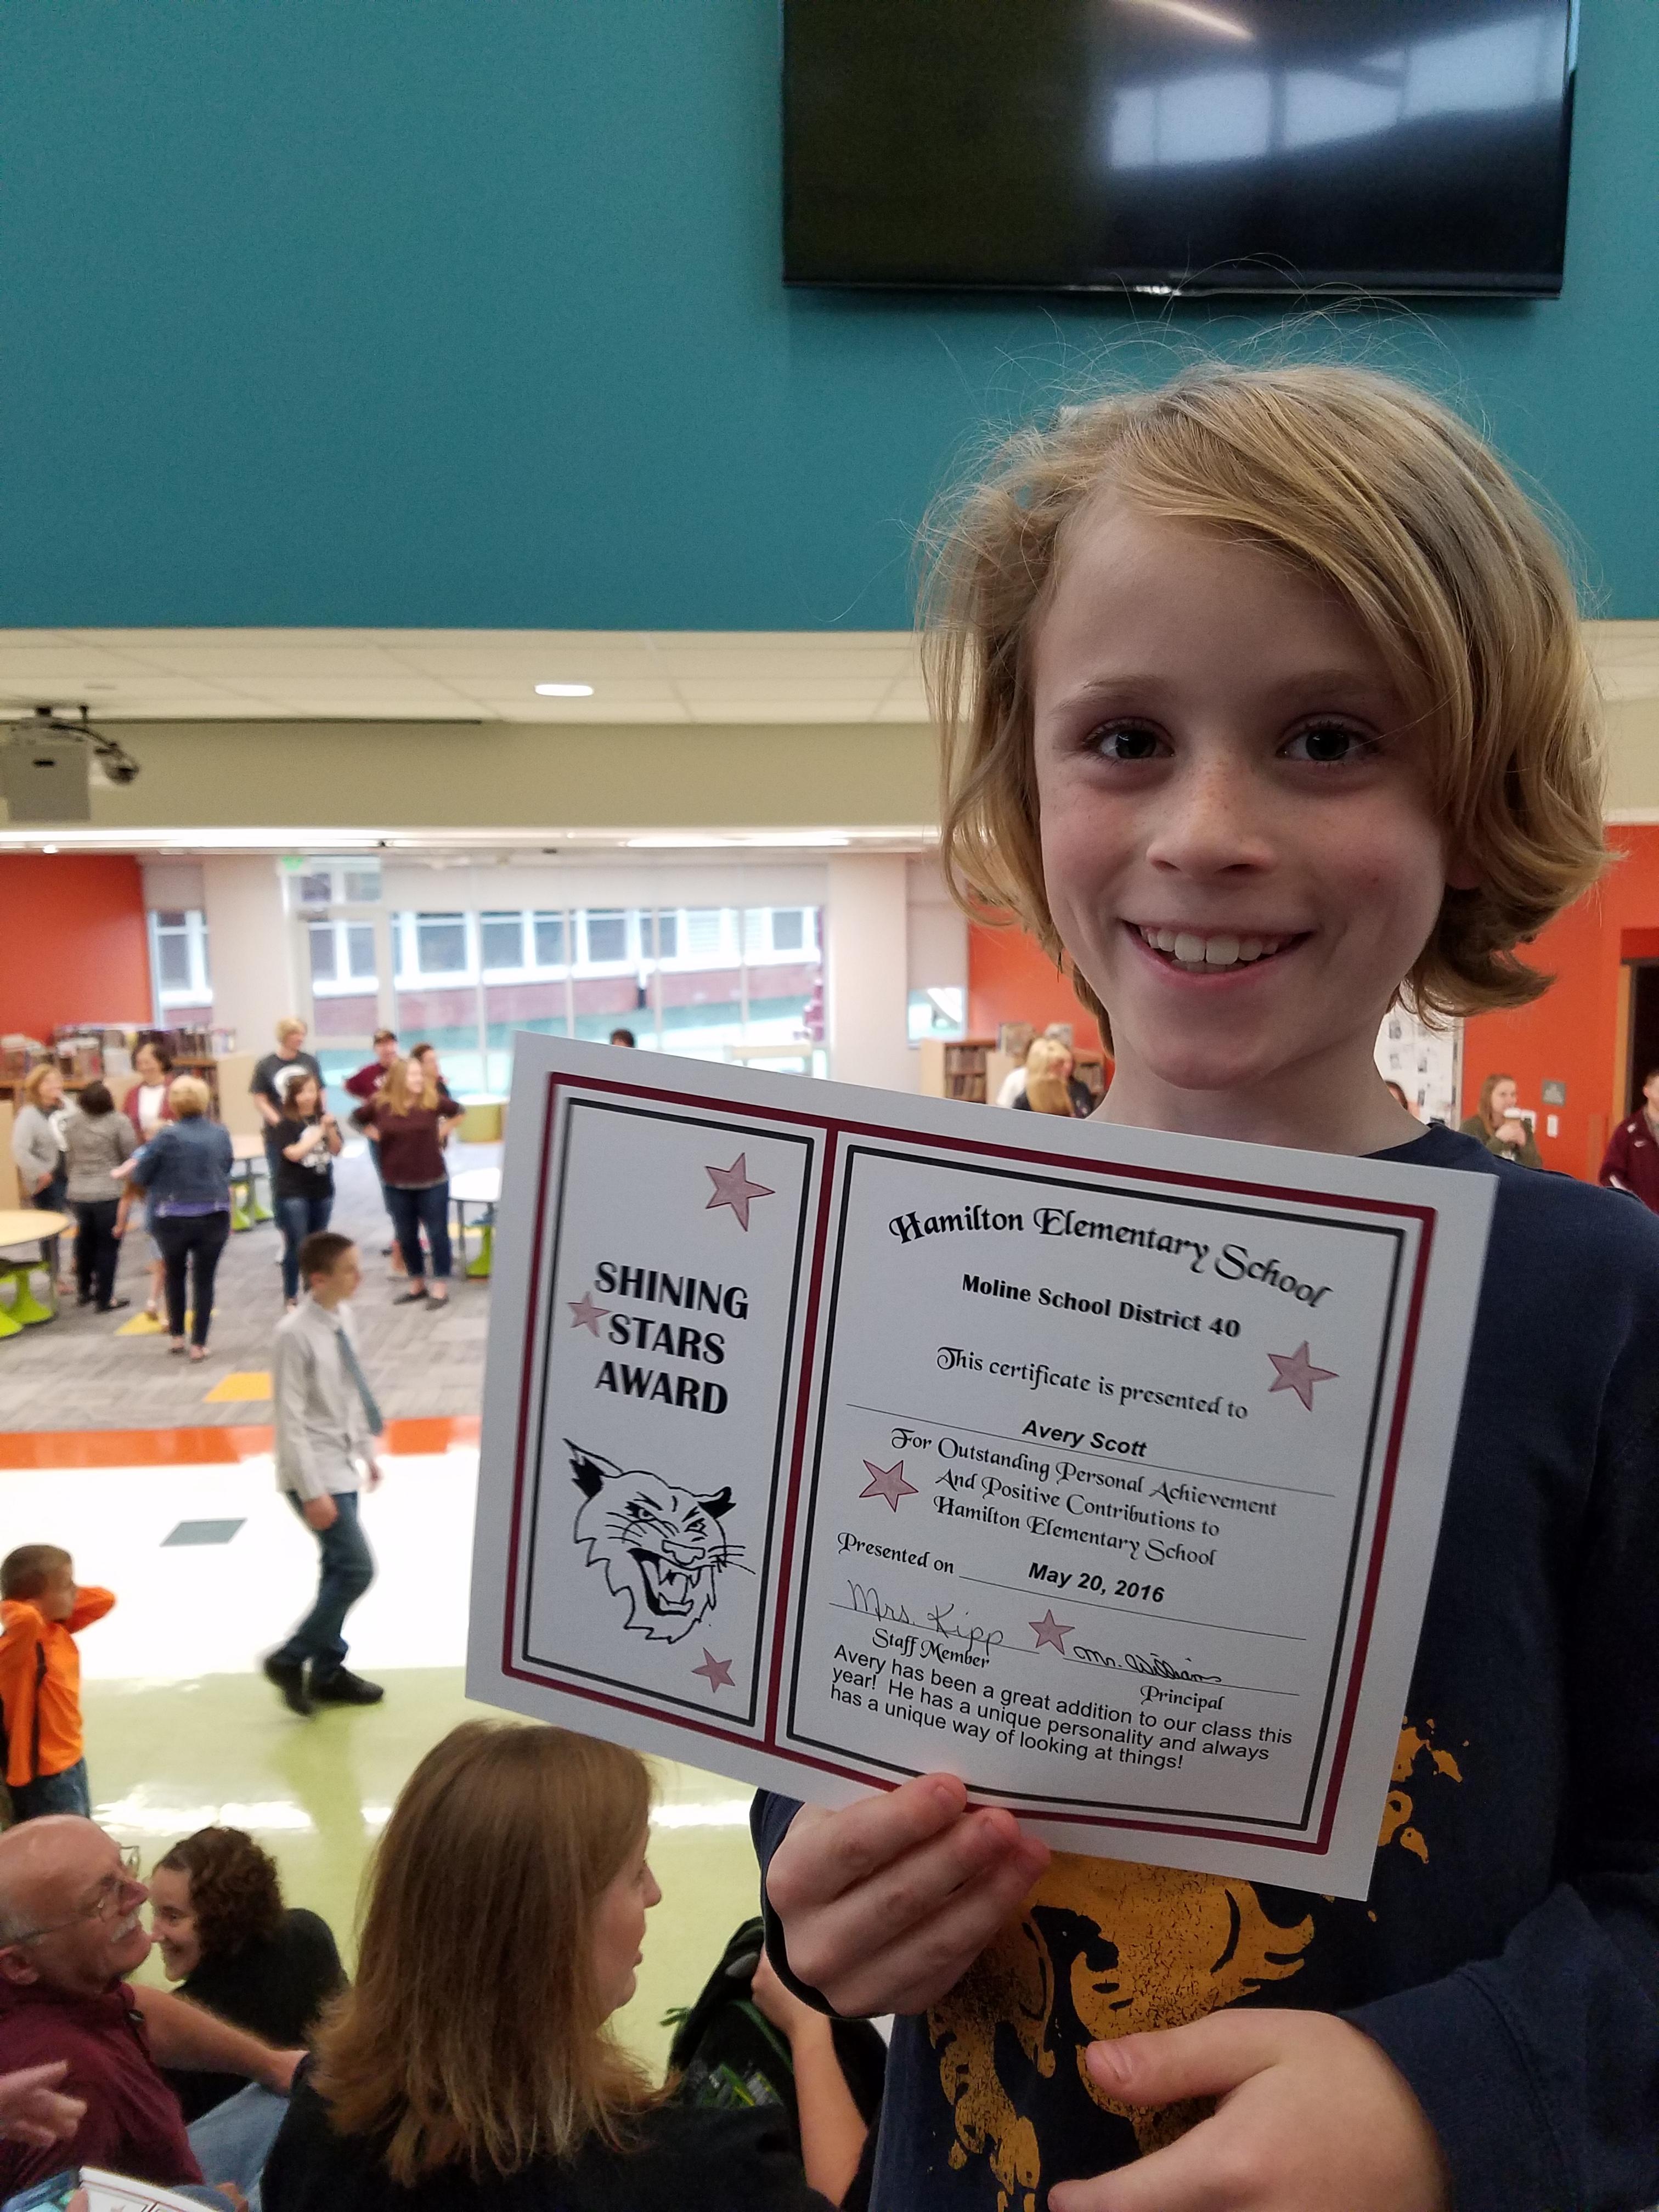 SHINING
STARS
AWARD
Hamilton Elementary School
Moline School District 40
This certificate is presented to
Avery Scott
For Outstanding Personal Achievement
And Positive Contributions to
Hamilton Elementary School
Presented on May 20, 2016
Mrs Kipp
Staff Member
Principal
Avery has been a great addition to our class this
year! He has a unique personality and always
has a unique way of looking at things!